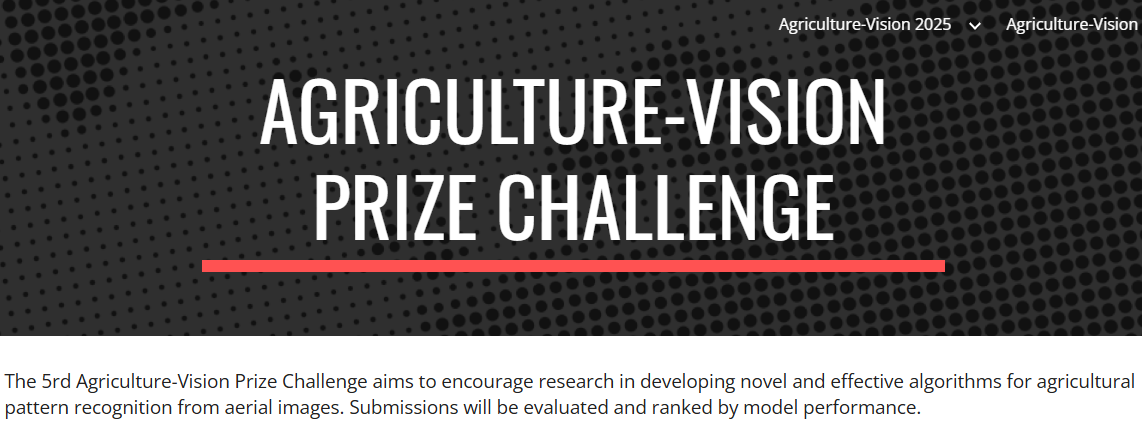 Agriculture-Vision 2025 Agriculture-Vision
AGRICULTURE-VISION
PRIZE CHALLENGE
The 5rd Agriculture-Vision Prize Challenge aims to encourage research in developing novel and effective algorithms for agricultural
pattern recognition from aerial images. Submissions will be evaluated and ranked by model performance.